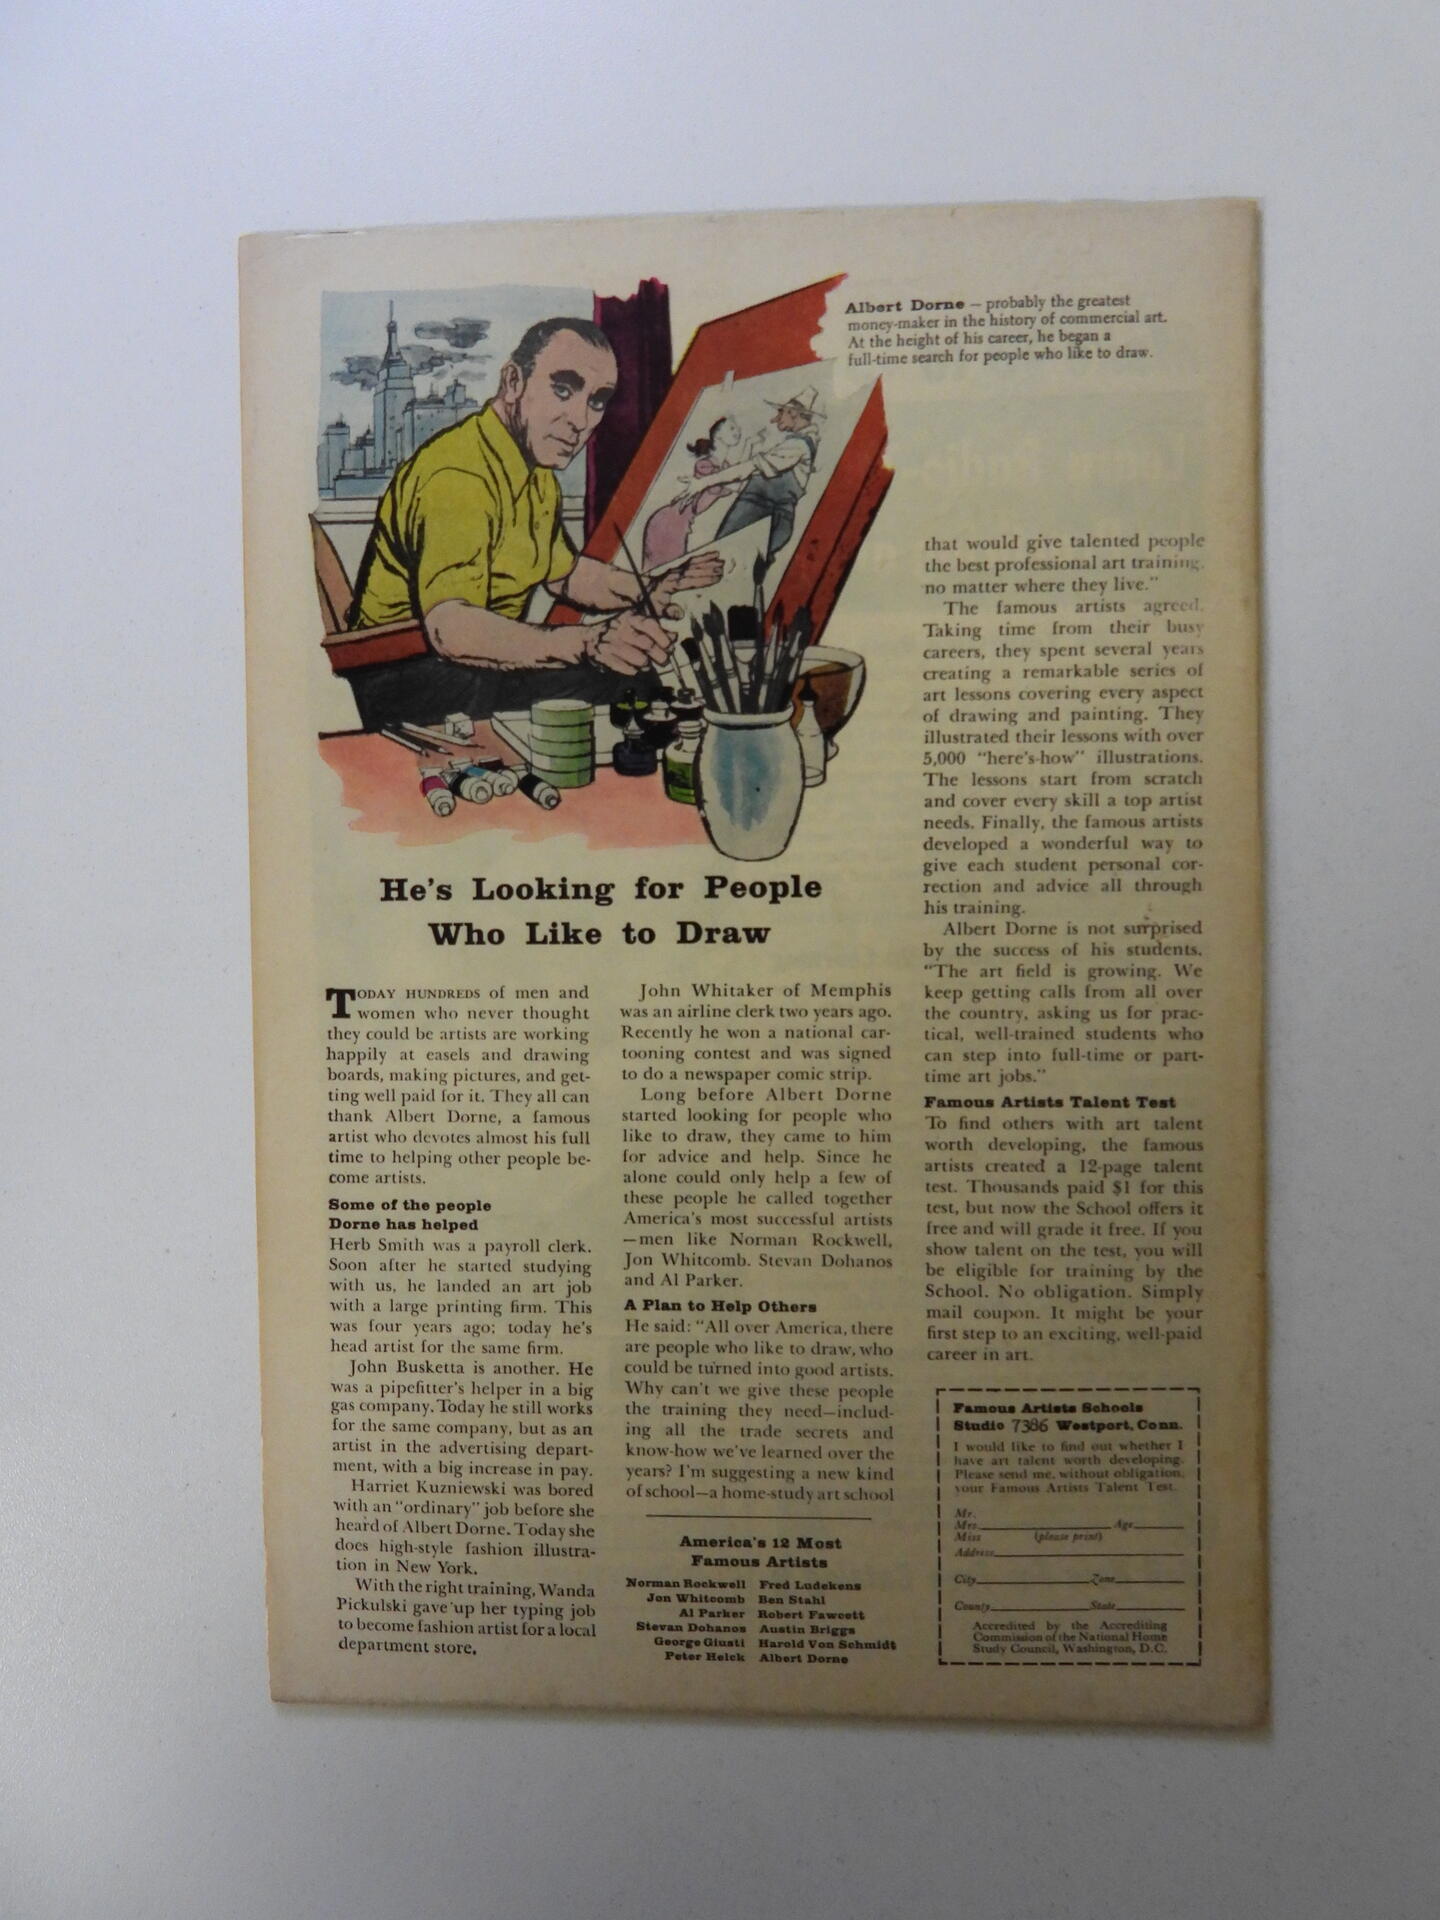 Albert Dorne — probably the greatest
money-maker in the history of commercial art.
At the height of his career, he began a
full-time search for people who like to draw.
He's Looking for People
Who Like to Draw
TODAY HUNDREDS of men and
women who never thought
they could be artists are working
happily at easels and drawing
boards, making pictures, and get-
ting well paid for it. They all can
thank Albert Dorne, a famous
artist who devotes almost his full
time to helping other people be-
come artists.
Some of the people
Dorne has helped
Herb Smith was a payroll clerk.
Soon after he started studying
with us, he landed an art job
with a large printing firm. This
was four years ago; today he's
head artist for the same firm.
John Busketta is another. He
was a pipefitter's helper in a big
gas company. Today he still works
for the same company, but as an
artist in the advertising depart-
ment, with a big increase in pay.
Harriet Kuzniewski was bored
with an "ordinary" job before she
heard of Albert Dorne. Today she
does high-style fashion illustra-
tion in New York.
With the right training, Wanda
Pickulski gave up her typing job
to become fashion artist for a local
department store.
John Whitaker of Memphis
was an airline clerk two years ago.
Recently he won a national car-
tooning contest and was signed
to do a newspaper comic strip.
Long before Albert Dorne
started looking for people who
like to draw, they came to him
for advice and help. Since he
alone could only help a few of
these people he called together
America's most successful artists
—men like Norman Rockwell,
Jon Whitcomb. Stevan Dohanos
and Al Parker.
A Plan to Help Others
He said: "All over America, there
are people who like to draw, who
could be turned into good artists.
Why can't we give these people
the training they need—includ-
ing all the trade secrets and
know-how we've learned over the
years? I'm suggesting a new kind
of school—a home-study art school
America's 12 Most
Famous Artists
Norman Rockwell Fred Ludekens
Jon Whitcomb Ben Stahl
Al Parker Robert Fawcett
Stevan Dohanos Austin Briggs
George Giusti Harold Von Schmidt
Peter Helck Albert Dorne
that would give talented people
the best professional art training,
no matter where they live."
The famous artists agreed.
Taking time from their busy
careers, they spent several years
creating a remarkable series of
art lessons covering every aspect
of drawing and painting. They
illustrated their lessons with over
5,000 "here's-how" illustrations.
The lessons start from scratch
and cover every skill a top artist
needs. Finally, the famous artists
developed a wonderful way to
give each student personal cor-
rection and advice all through
his training.
Albert Dorne is not surprised
by the success of his students.
"The art field is growing. We
keep getting calls from all over
the country, asking us for prac-
tical, well-trained students who
can step into full-time or part-
time art jobs."
Famous Artists Talent Test
To find others with art talent
worth developing, the famous
artists created a 12-page talent
test. Thousands paid $1 for this
test, but now the School offers it
free and will grade it free. If you
show talent on the test, you will
be eligible for training by the
School. No obligation. Simply
mail coupon. It might be your
first step to an exciting, well-paid
career in art.
Famous Artists Schools
Studio 7386 Westport, Conn.
I would like to find out whether I
have art talent worth developing.
Please send me, without obligation,
your Famous Artists Talent Test.
Mr.
Mrs. Age
Miss (please print)
Address
City Zone
County State
Accredited by the Accrediting
Commission of the National Home
Study Council, Washington, D.C.